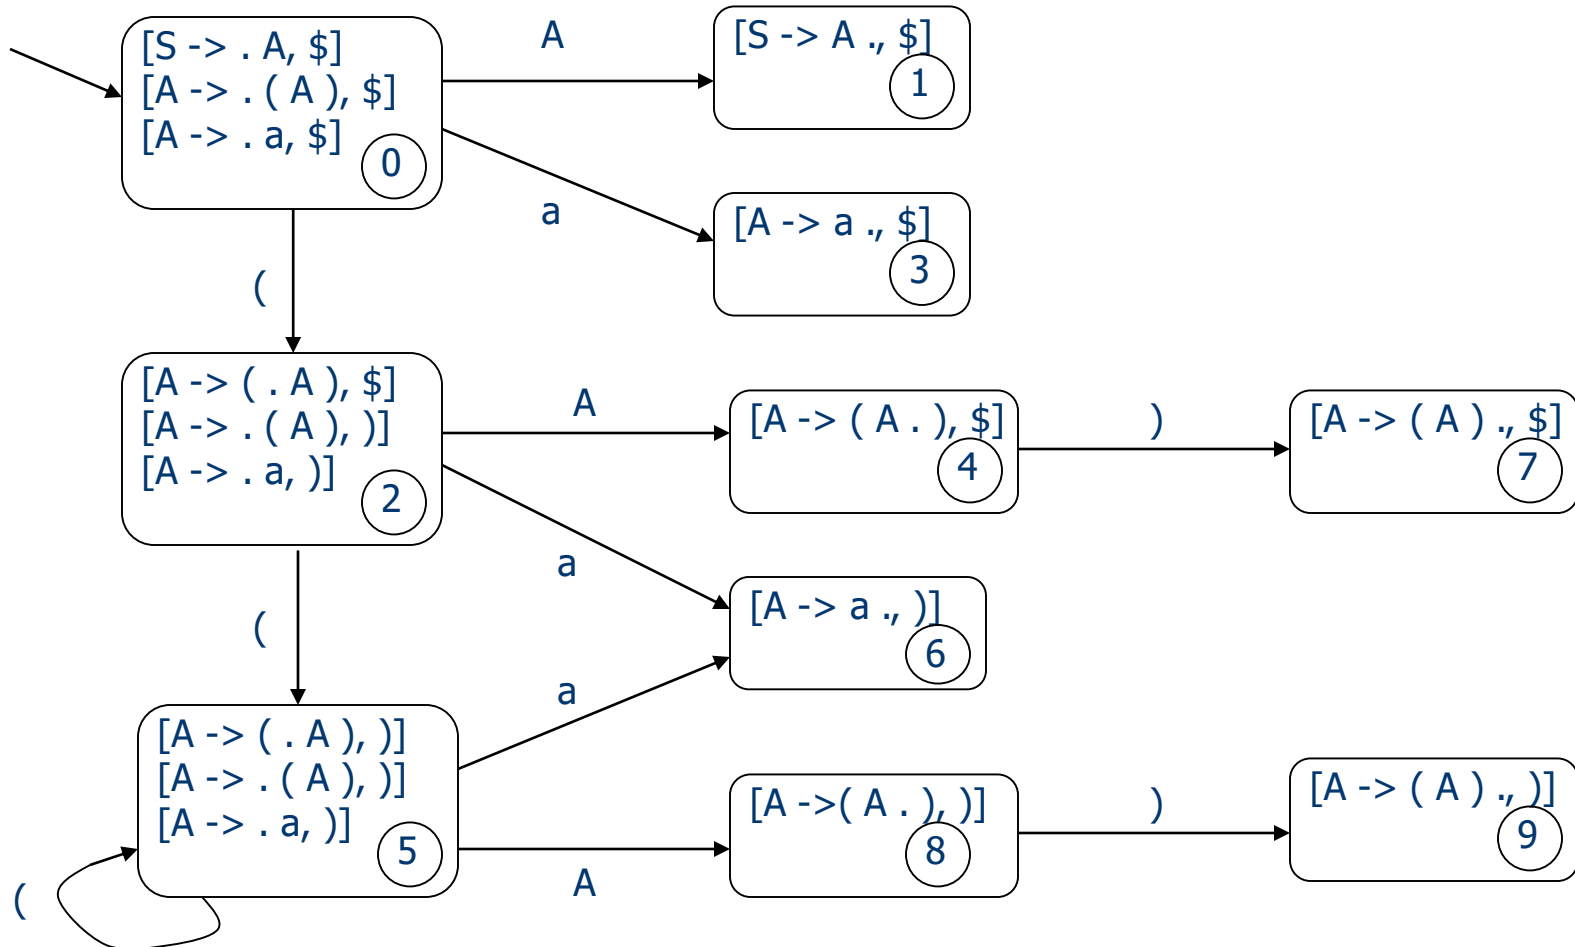 [S -> . A, $]
[A -> . ( A ), $]
[A -> . a, $]
0
A
[S -> A ., $]
1
a
[A -> a ., $]
3
(
[A -> ( . A ), $]
[A -> . ( A ), )]
[A -> . a, )]
2
A
[A -> ( A . ), $]
4
)
[A -> ( A ) ., $]
7
a
[A -> a ., )]
6
(
a
[A -> ( . A ), )]
[A -> . ( A ), )]
[A -> . a, )]
5
(
A
[A ->( A . ), )]
8
)
[A -> ( A ) ., )]
9